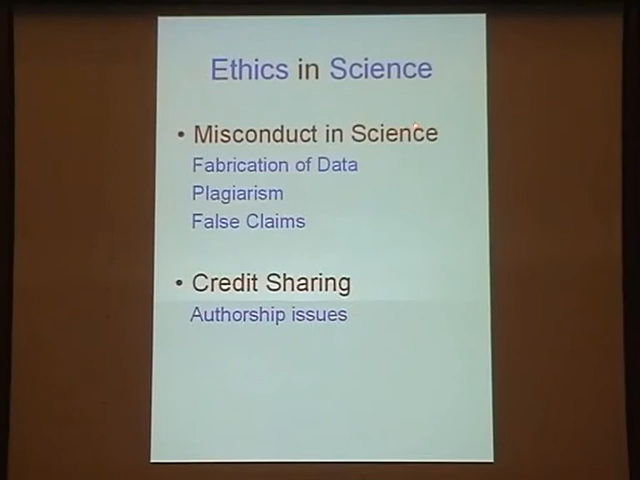 Ethics in Science
• Misconduct in Science
Fabrication of Data
Plagiarism
False Claims
• Credit Sharing
Authorship issues